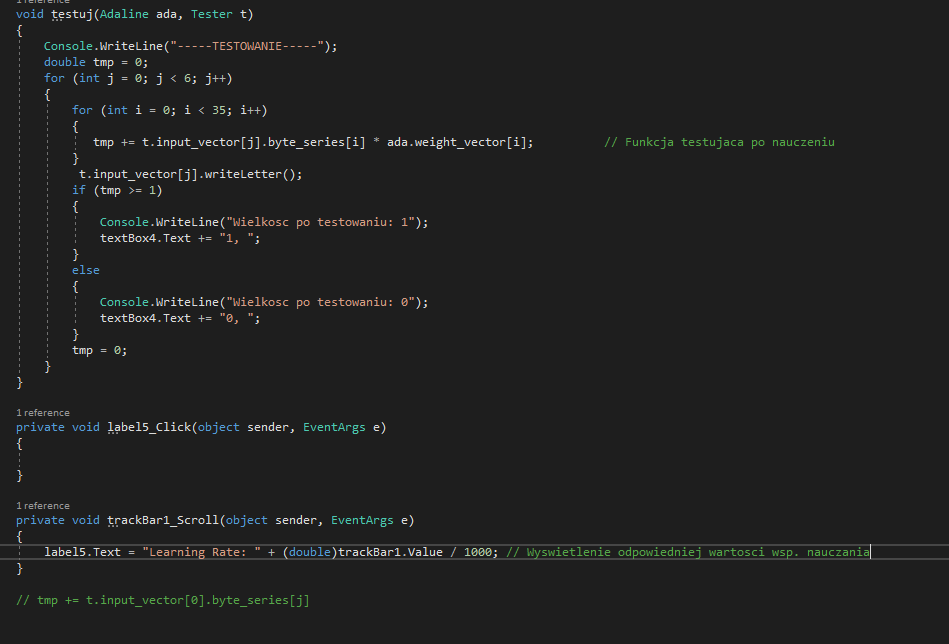 1 reference
void testuj(Adaline ada, Tester t)
{
Console.WriteLine("-----TESTOWANIE-----");
double tmp = 0;
for (int j = 0; j < 6; j++)
{
for (int i = 0; i < 35; i++)
{
tmp += t.input_vector[j].byte_series[i] * ada.weight_vector[i]; // Funkcja testujaca po nauczeniu
}
t.input_vector[j].writeLetter();
if (tmp >= 1)
{
Console.WriteLine("Wielkosc po testowaniu: 1");
textBox4.Text += "1, ";
}
else
{
Console.WriteLine("Wielkosc po testowaniu: 0");
textBox4.Text += "0, ";
}
tmp = 0;
}
}
1 reference
private void label5_Click(object sender, EventArgs e)
{
}
1 reference
private void trackBar1_Scroll(object sender, EventArgs e)
{
label5.Text = "Learning Rate: " + (double)trackBar1.Value / 1000; // Wyswietlenie odpowiedniej wartosci wsp. nauczania
}
// tmp += t.input_vector[0].byte_series[j]